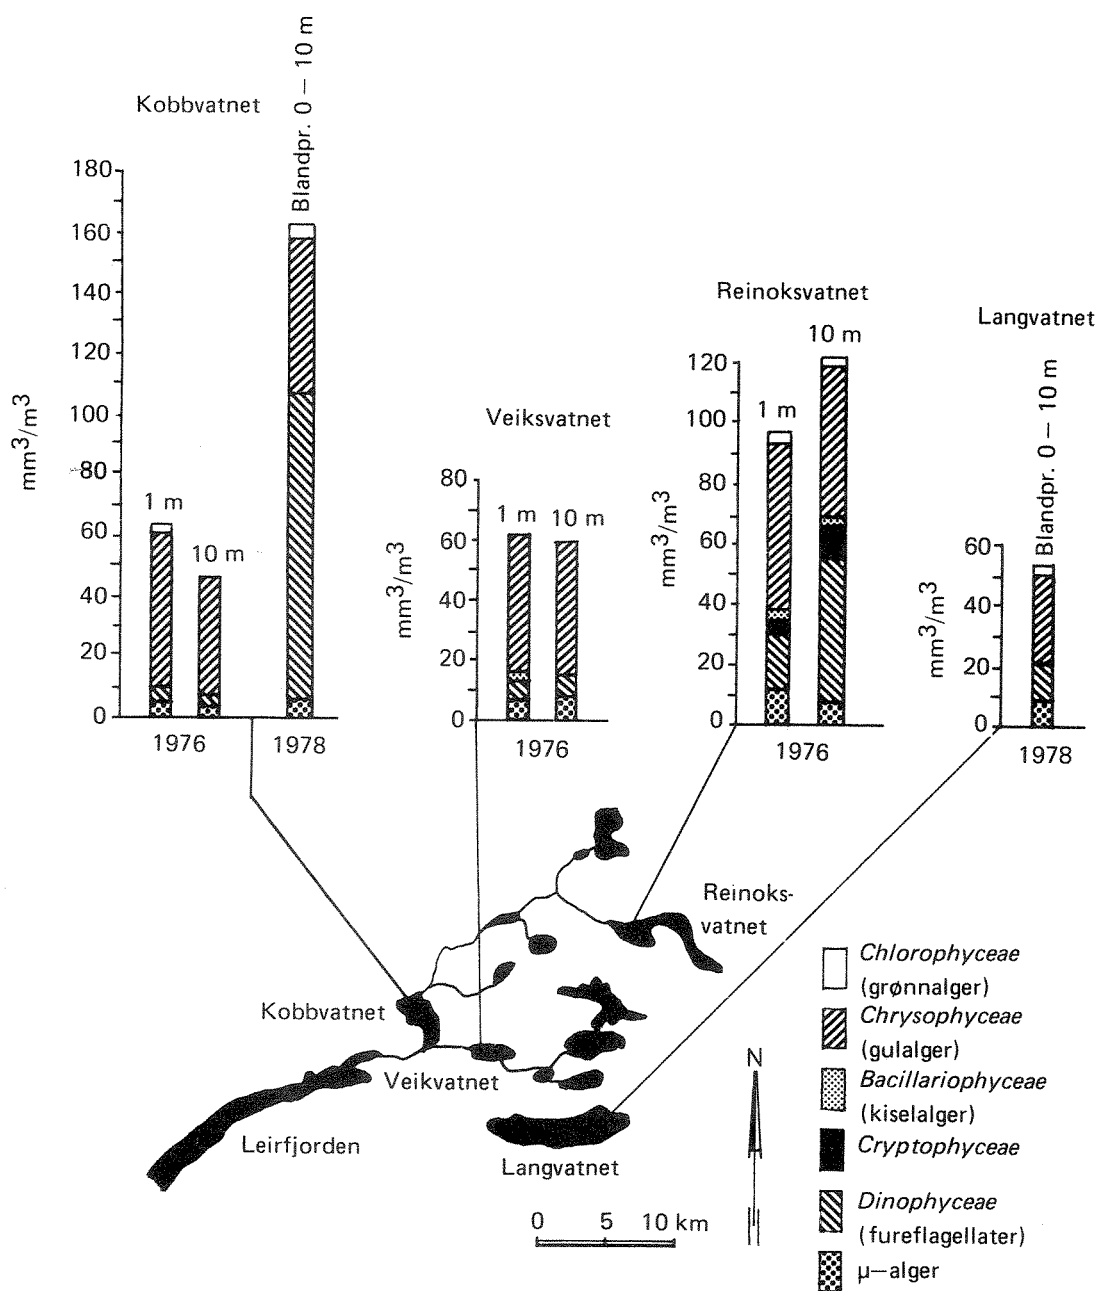 Kobbvatnet
Blandpr. 0 – 10 m
180
160
140
120
100
80
60
40
20
0
mm³/m³
1 m
10 m
1976
1978
Veiksvatnet
80
60
40
20
0
mm³/m³
1 m
10 m
1976
Reinoksvatnet
120
100
80
60
40
20
0
mm³/m³
1 m
10 m
1976
Langvatnet
Blandpr. 0 – 10 m
60
40
20
0
mm³/m³
1978
Reinoks-
vatnet
Kobbvatnet
Veikvatnet
Leirfjorden
Langvatnet
0 5 10 km
N
Chlorophyceae
(grønnalger)
Chrysophyceae
(gulalger)
Bacillariophyceae
(kiselalger)
Cryptophyceae
Dinophyceae
(fureflagellater)
µ–alger